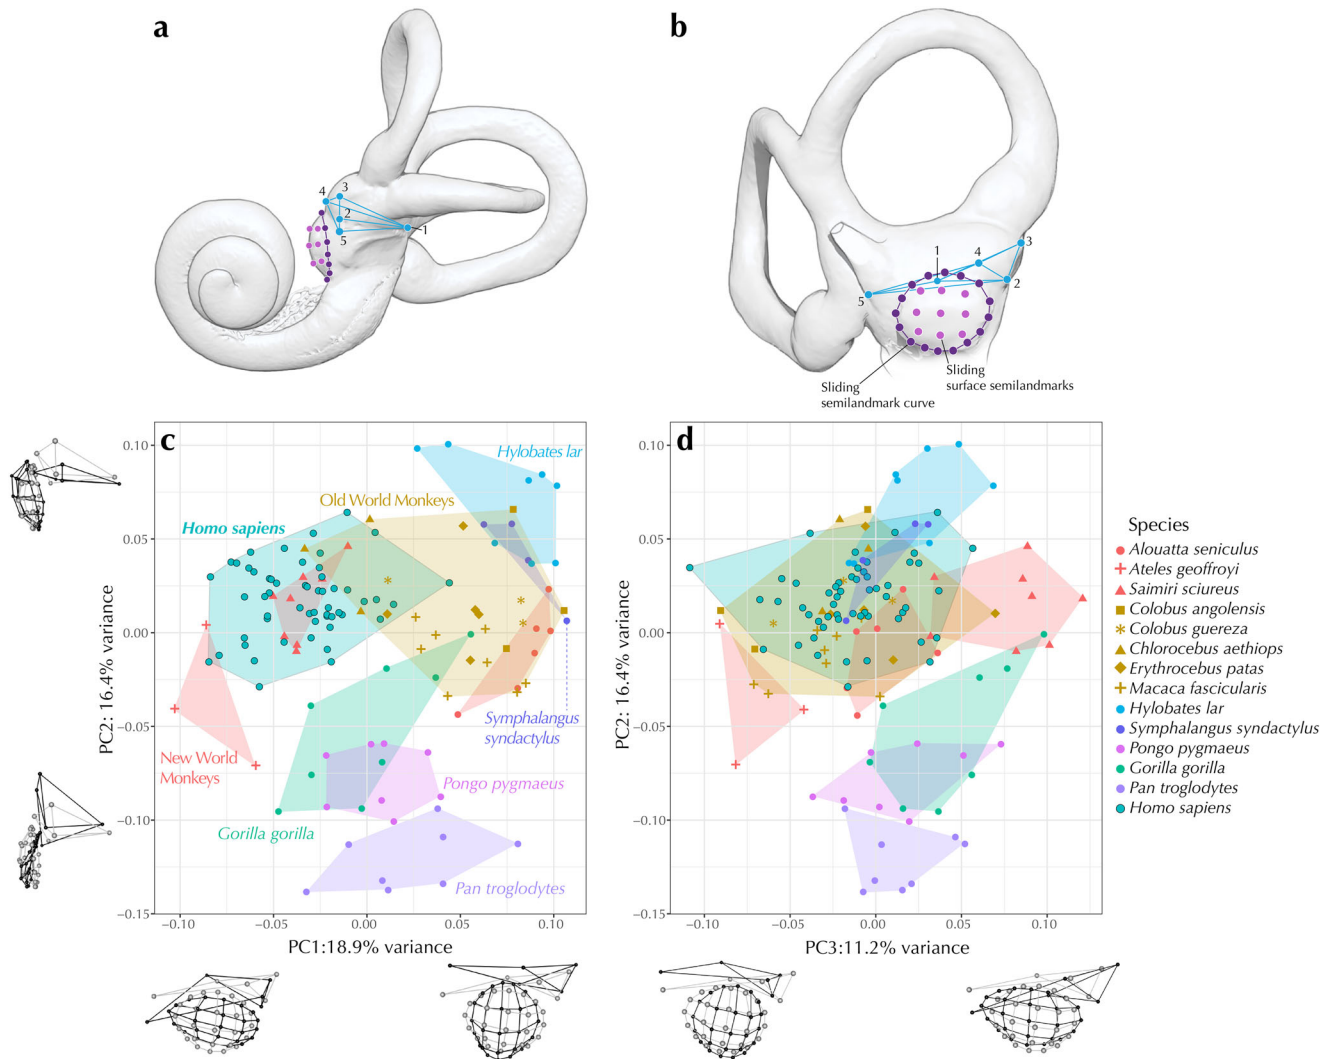 a
b
4
3
2
5
1
1
4
3
2
5
Sliding
semilandmark curve
Sliding
surface semilandmarks
c
d
Hylobates lar
Old World Monkeys
Homo sapiens
Symphalangus
syndactylus
New World
Monkeys
Pongo pygmaeus
Gorilla gorilla
Pan troglodytes
PC2: 16.4% variance
0.10
0.05
0.00
−0.05
−0.10
−0.15
−0.10
−0.05
0.00
0.05
0.10
PC1:18.9% variance
PC2: 16.4% variance
0.10
0.05
0.00
−0.05
−0.10
−0.15
−0.10
−0.05
0.00
0.05
0.10
PC3:11.2% variance
Species
Alouatta seniculus
Ateles geoffroyi
Saimiri sciureus
Colobus angolensis
Colobus guereza
Chlorocebus aethiops
Erythrocebus patas
Macaca fascicularis
Hylobates lar
Symphalangus syndactylus
Pongo pygmaeus
Gorilla gorilla
Pan troglodytes
Homo sapiens